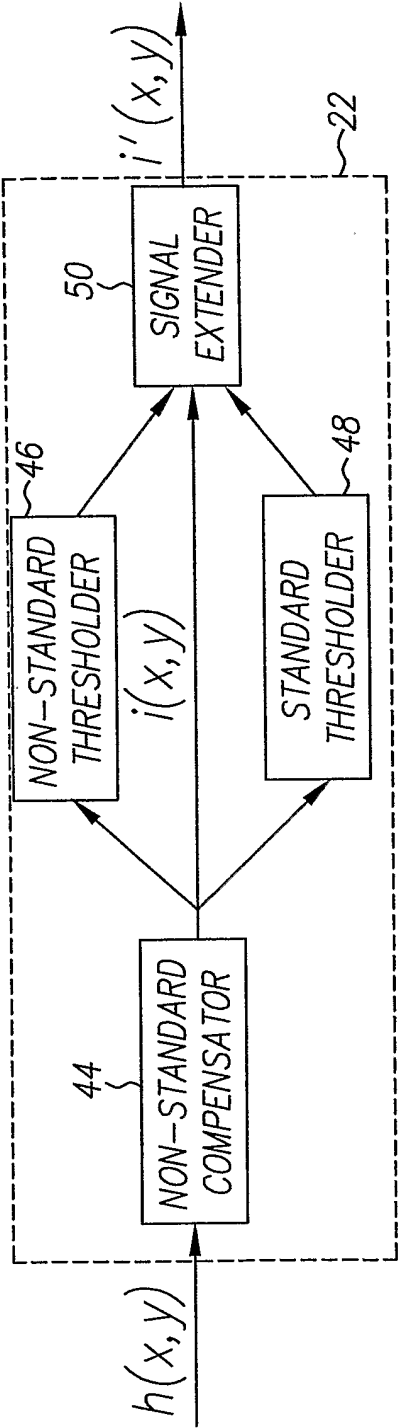 h(x,y)
44
NON-STANDARD
COMPENSATOR
46
NON-STANDARD
THRESHOLDER
i(x,y)
STANDARD
THRESHOLDER
48
50
SIGNAL
EXTENDER
i'(x,y)
22